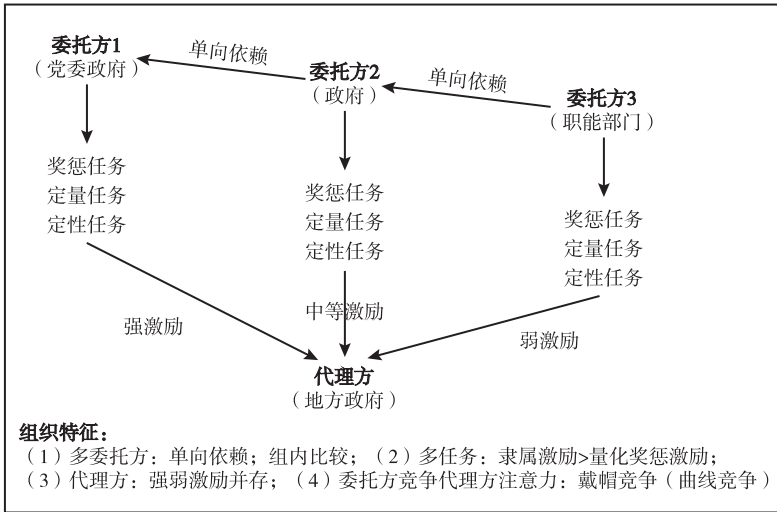 委托方1
（党委政府）
单向依赖
委托方2
（政府）
单向依赖
委托方3
（职能部门）
奖惩任务
定量任务
定性任务
奖惩任务
定量任务
定性任务
奖惩任务
定量任务
定性任务
强激励
中等激励
弱激励
代理方
（地方政府）
组织特征：
（1）多委托方：单向依赖；组内比较；（2）多任务：隶属激励>量化奖惩激励；
（3）代理方：强弱激励并存；（4）委托方竞争代理方注意力：戴帽竞争（曲线竞争）